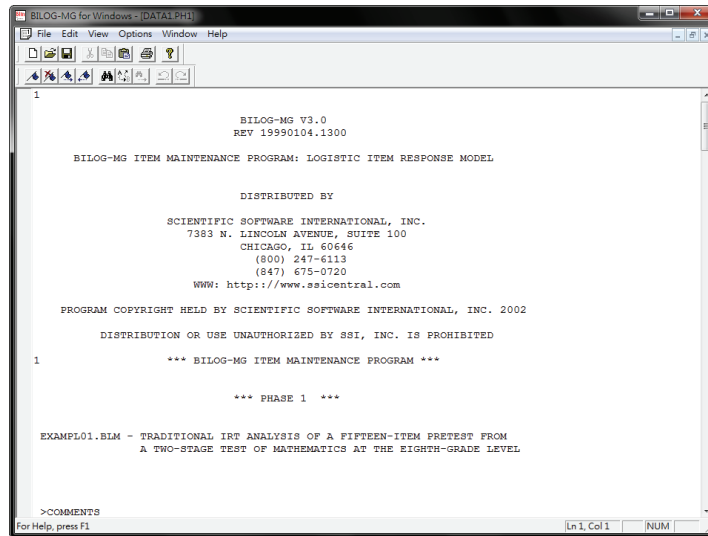 BILOG-MG for Windows - [DATA1.PH1]
File Edit View Options Window Help
1
BILOG-MG V3.0
REV 19990104.1300
BILOG-MG ITEM MAINTENANCE PROGRAM: LOGISTIC ITEM RESPONSE MODEL
DISTRIBUTED BY
SCIENTIFIC SOFTWARE INTERNATIONAL, INC.
7383 N. LINCOLN AVENUE, SUITE 100
CHICAGO, IL 60646
(800) 247-6113
(847) 675-0720
WWW: http:://www.ssicentral.com
PROGRAM COPYRIGHT HELD BY SCIENTIFIC SOFTWARE INTERNATIONAL, INC. 2002
DISTRIBUTION OR USE UNAUTHORIZED BY SSI, INC. IS PROHIBITED
1 *** BILOG-MG ITEM MAINTENANCE PROGRAM ***
*** PHASE 1 ***
EXAMPL01.BLM - TRADITIONAL IRT ANALYSIS OF A FIFTEEN-ITEM PRETEST FROM
A TWO-STAGE TEST OF MATHEMATICS AT THE EIGHTH-GRADE LEVEL
>COMMENTS
For Help, press F1 Ln 1, Col 1 NUM